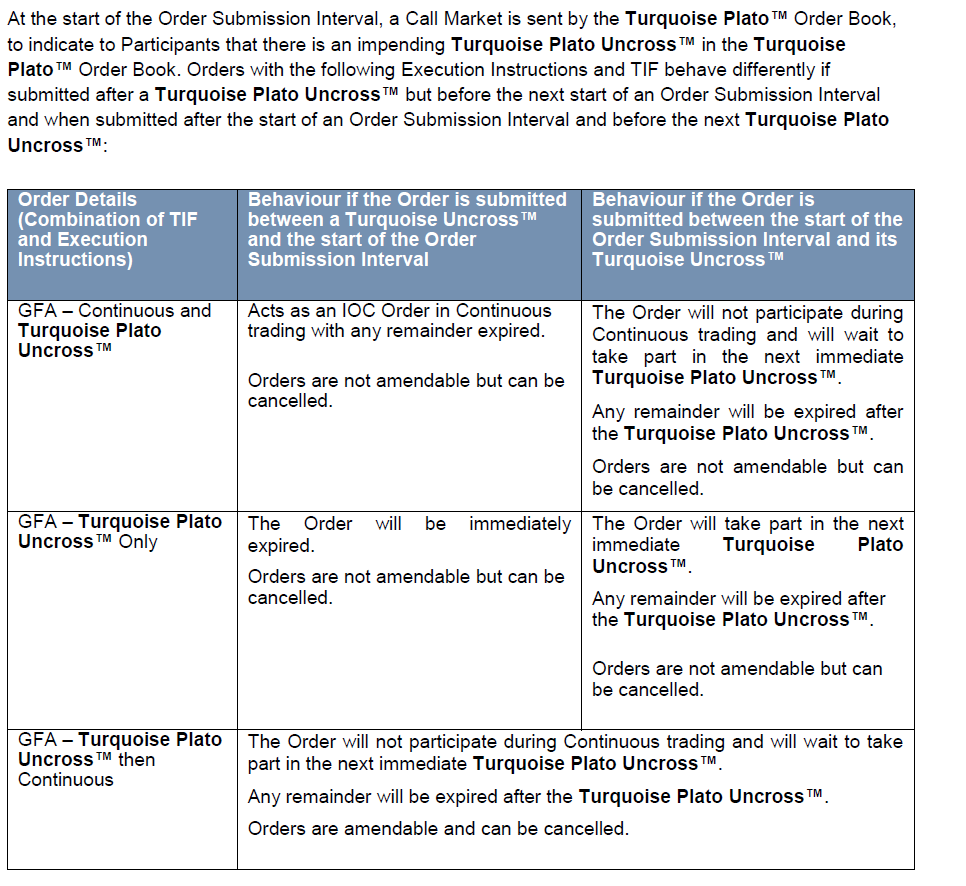 At the start of the Order Submission Interval, a Call Market is sent by the Turquoise Plato™ Order Book,
to indicate to Participants that there is an impending Turquoise Plato Uncross™ in the Turquoise
Plato™ Order Book. Orders with the following Execution Instructions and TIF behave differently if
submitted after a Turquoise Plato Uncross™ but before the next start of an Order Submission Interval
and when submitted after the start of an Order Submission Interval and before the next Turquoise Plato
Uncross™:
Order Details
(Combination of TIF
and Execution
Instructions)
Behaviour if the Order is submitted
between a Turquoise Uncross™
and the start of the Order
Submission Interval
Behaviour if the Order is
submitted between the start of the
Order Submission Interval and its
Turquoise Uncross™
GFA – Continuous and
Turquoise Plato
Uncross™
Acts as an IOC Order in Continuous
trading with any remainder expired.
Orders are not amendable but can be
cancelled.
The Order will not participate during
Continuous trading and will wait to
take part in the next immediate
Turquoise Plato Uncross™.
Any remainder will be expired after
the Turquoise Plato Uncross™.
Orders are not amendable but can
be cancelled.
GFA – Turquoise Plato
Uncross™ Only
The Order will be immediately
expired.
Orders are not amendable but can be
cancelled.
The Order will take part in the next
immediate Turquoise Plato
Uncross™.
Any remainder will be expired after
the Turquoise Plato Uncross™.
Orders are not amendable but can
be cancelled.
GFA – Turquoise Plato
Uncross™ then
Continuous
The Order will not participate during Continuous trading and will wait to take
part in the next immediate Turquoise Plato Uncross™.
Any remainder will be expired after the Turquoise Plato Uncross™.
Orders are amendable and can be cancelled.